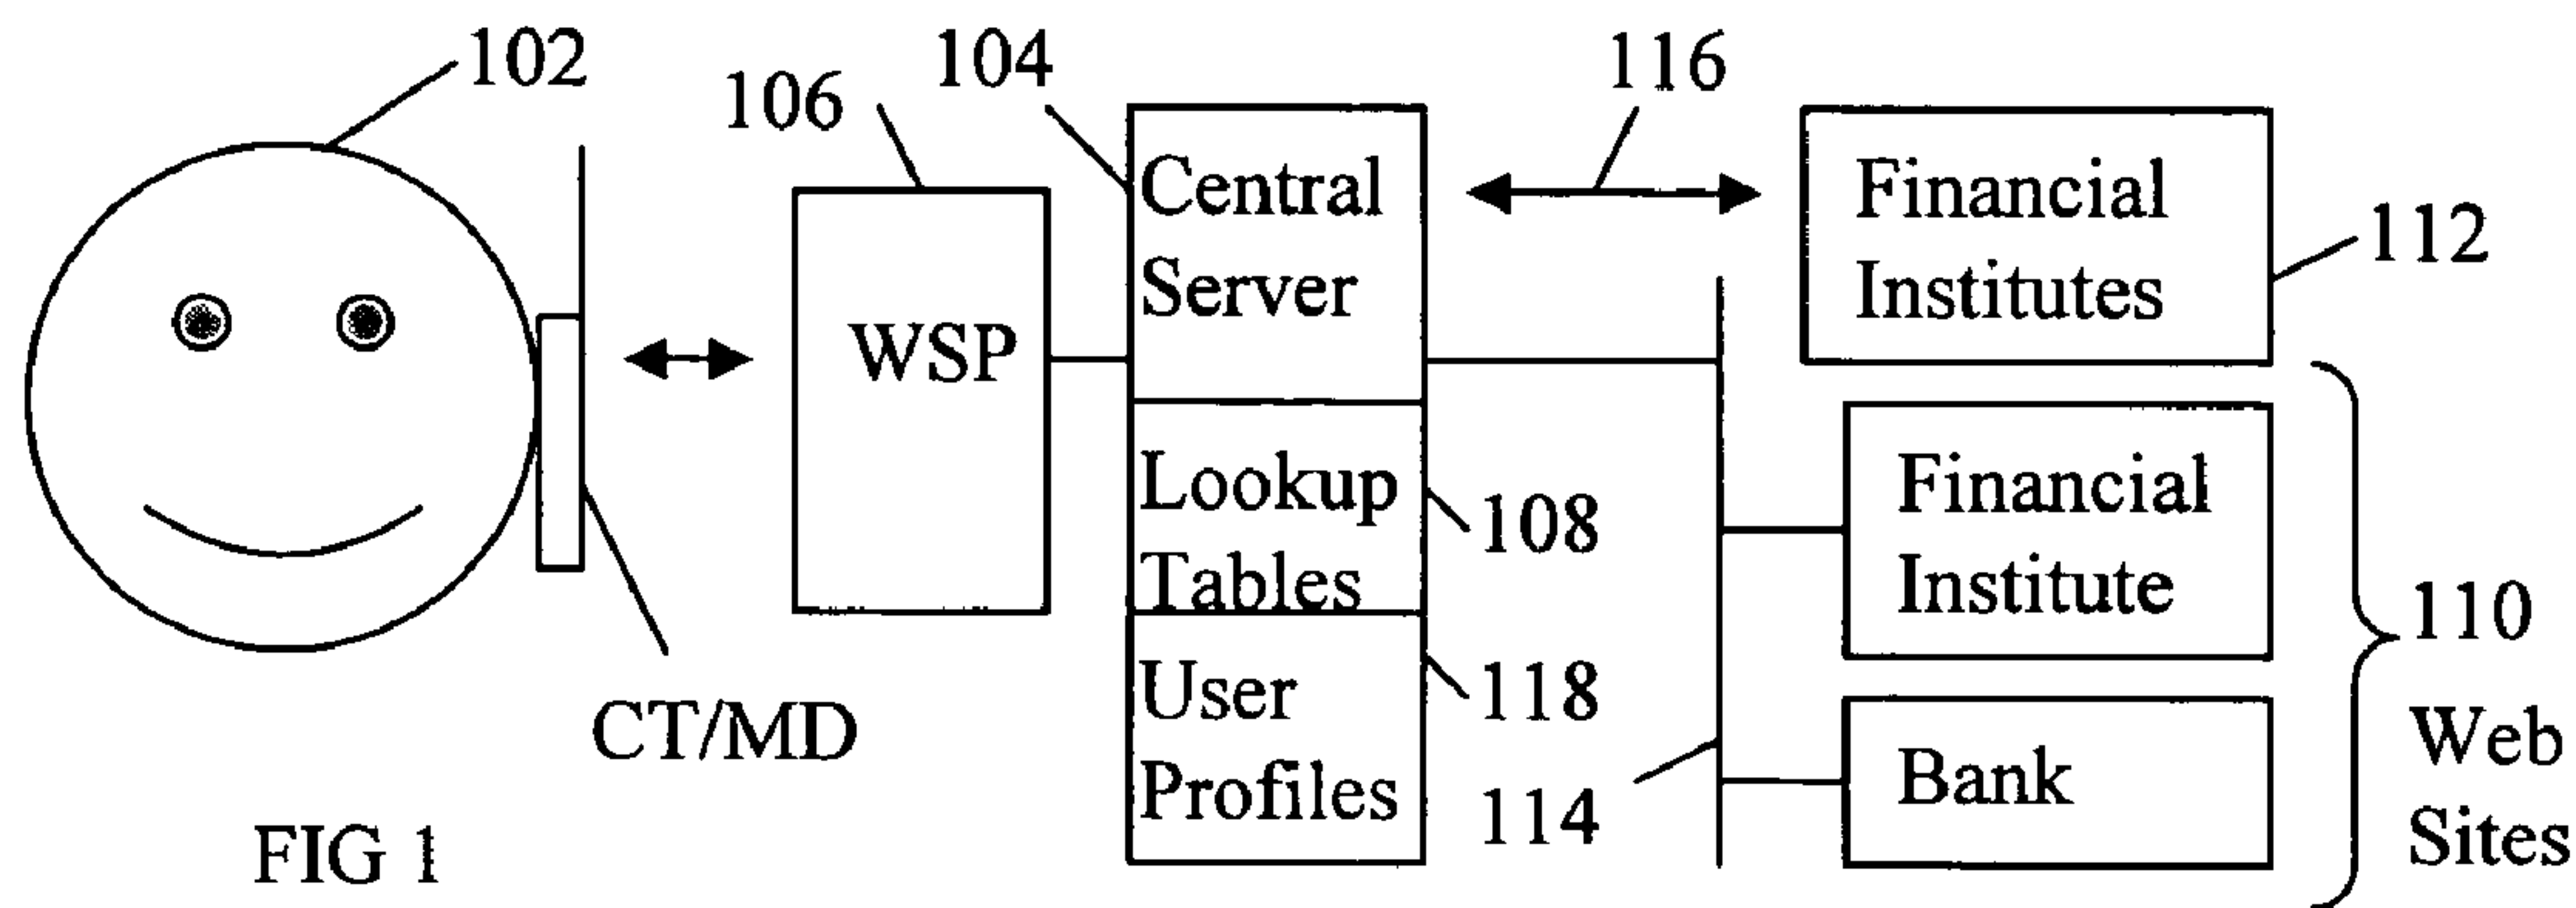 102
106
104
116
Central
Server
Financial
Institutes
112
WSP
Lookup
Tables
108
Financial
Institute
110
Web
Sites
User
Profiles
118
114
Bank
CT/MD
FIG 1